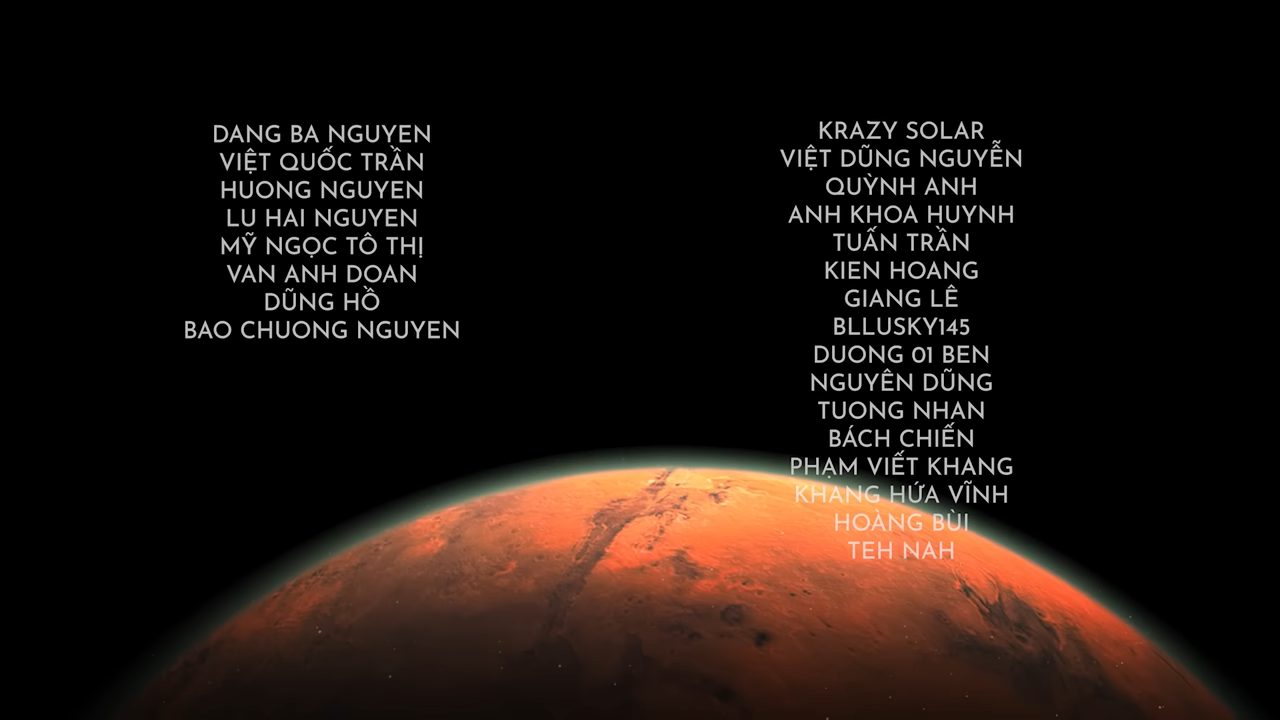 DANG BA NGUYEN
VIỆT QUỐC TRẦN
HUONG NGUYEN
LU HAI NGUYEN
MỸ NGỌC TÔ THỊ
VAN ANH DOAN
DŨNG HỒ
BAO CHUONG NGUYEN
KRAZY SOLAR
VIỆT DŨNG NGUYỄN
QUỲNH ANH
ANH KHOA HUYNH
TUẤN TRẦN
KIEN HOANG
GIANG LÊ
BLLUSKY145
DUONG 01 BEN
NGUYÊN DŨNG
TUONG NHAN
BÁCH CHIẾN
PHẠM VIẾT KHANG
KHANG HỨA VĨNH
HOÀNG BÙI
TEH NAH